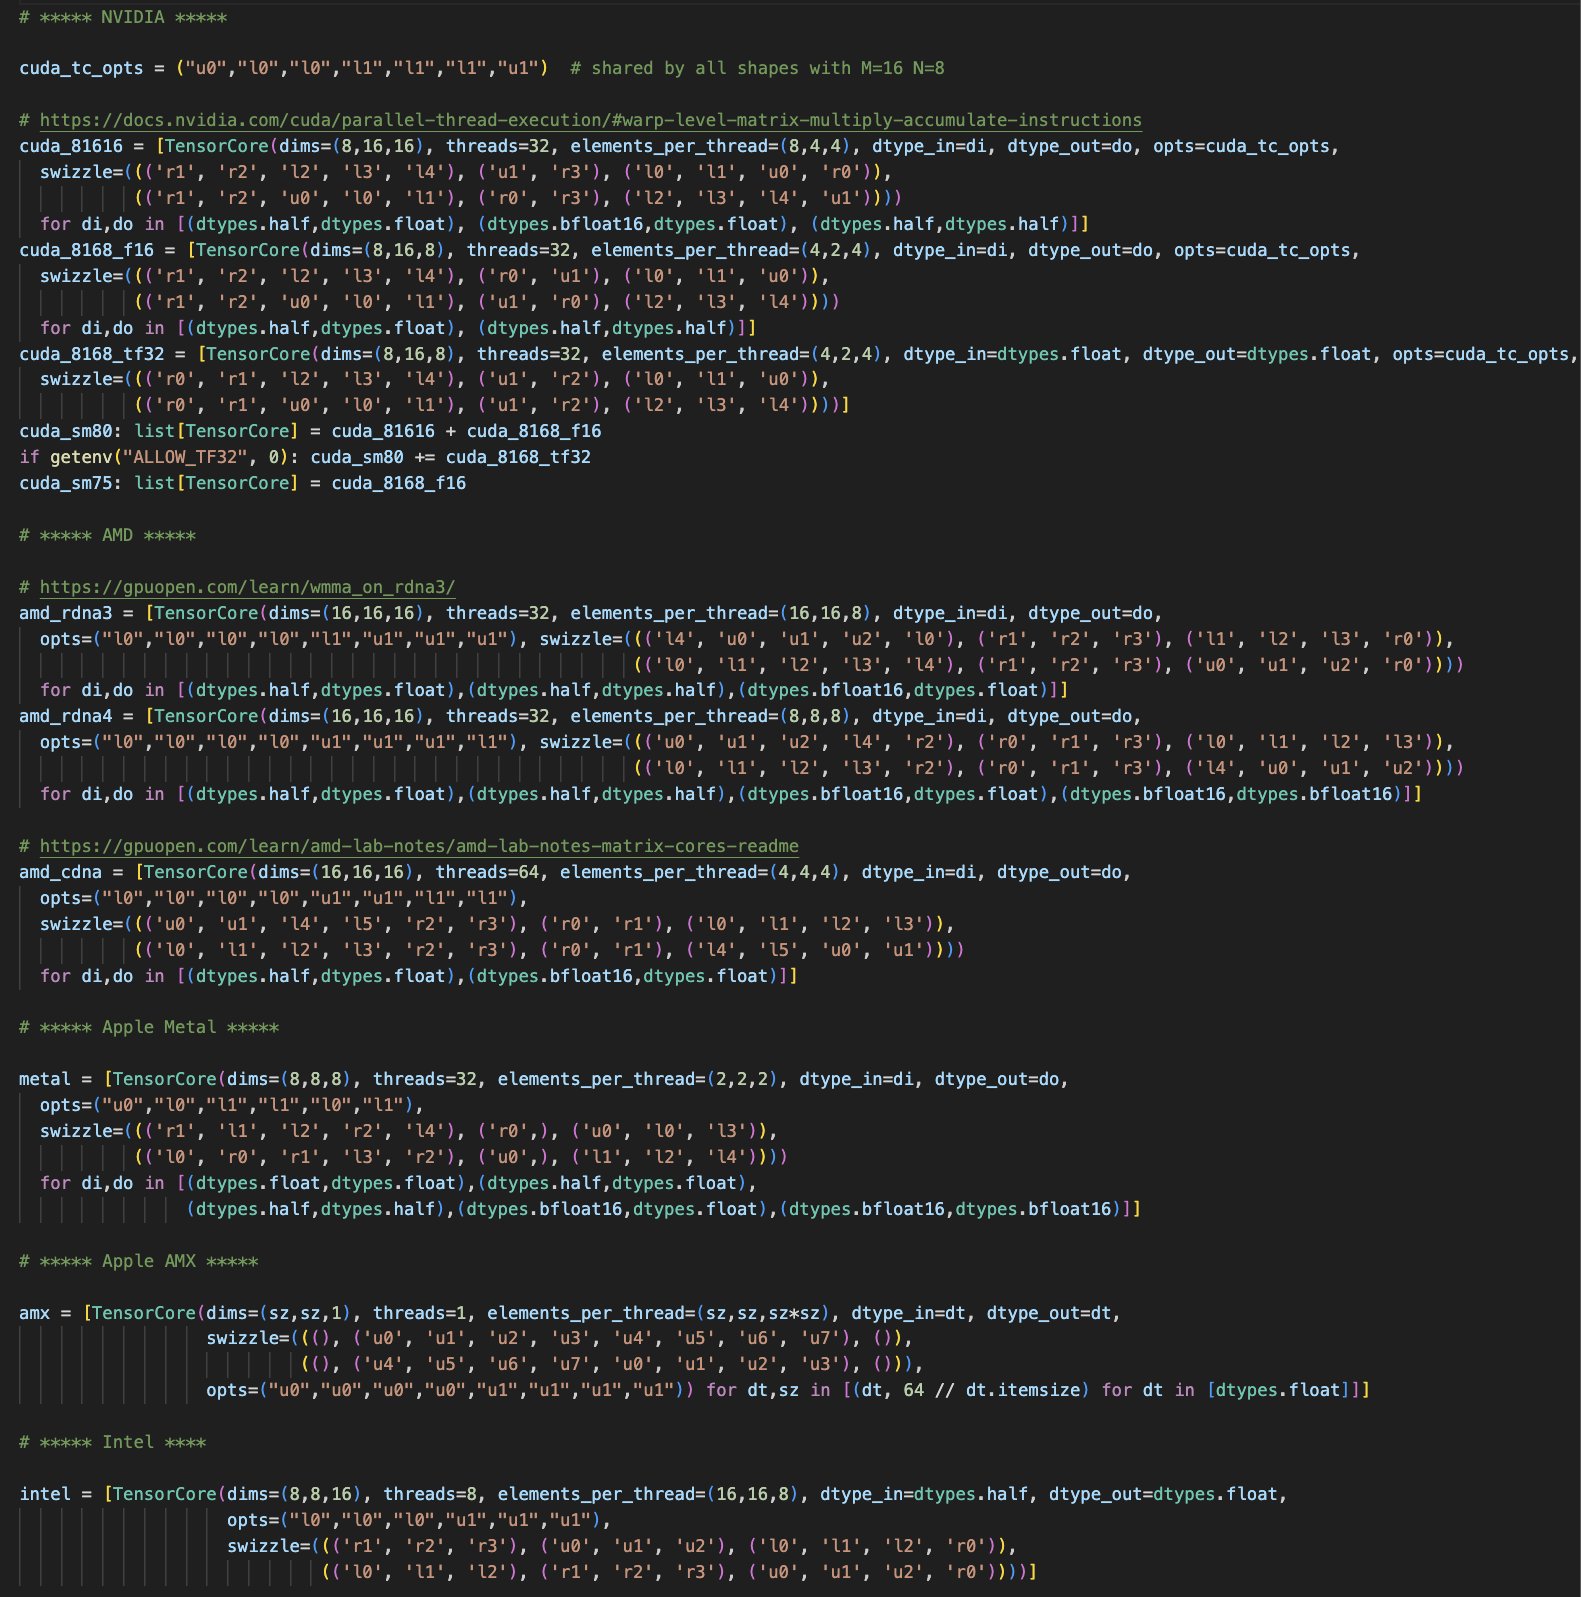 # ***** NVIDIA *****
cuda_tc_opts = ("u0","l0","l0","l1","l1","l1","u1")  # shared by all shapes with M=16 N=8
# https://docs.nvidia.com/cuda/parallel-thread-execution/#warp-level-matrix-multiply-accumulate-instructions
cuda_81616 = [TensorCore(dims=(8,16,16), threads=32, elements_per_thread=(8,4,4), dtype_in=di, dtype_out=do, opts=cuda_tc_opts,
  swizzle=((('r1', 'r2', 'l2', 'l3', 'l4'), ('u1', 'r3'), ('l0', 'l1', 'u0', 'r0')),
           (('r1', 'r2', 'u0', 'l0', 'l1'), ('r0', 'r3'), ('l2', 'l3', 'l4', 'u1'))))
  for di,do in [(dtypes.half,dtypes.float), (dtypes.bfloat16,dtypes.float), (dtypes.half,dtypes.half)]]
cuda_8168_f16 = [TensorCore(dims=(8,16,8), threads=32, elements_per_thread=(4,2,4), dtype_in=di, dtype_out=do, opts=cuda_tc_opts,
  swizzle=((('r1', 'r2', 'l2', 'l3', 'l4'), ('r0', 'u1'), ('l0', 'l1', 'u0')),
           (('r1', 'r2', 'u0', 'l0', 'l1'), ('u1', 'r0'), ('l2', 'l3', 'l4'))))
  for di,do in [(dtypes.half,dtypes.float), (dtypes.half,dtypes.half)]]
cuda_8168_tf32 = [TensorCore(dims=(8,16,8), threads=32, elements_per_thread=(4,2,4), dtype_in=dtypes.float, dtype_out=dtypes.float, opts=cuda_tc_opts,
  swizzle=((('r0', 'r1', 'l2', 'l3', 'l4'), ('u1', 'r2'), ('l0', 'l1', 'u0')),
           (('r0', 'r1', 'u0', 'l0', 'l1'), ('u1', 'r2'), ('l2', 'l3', 'l4'))))]
cuda_sm80: list[TensorCore] = cuda_81616 + cuda_8168_f16
if getenv("ALLOW_TF32", 0): cuda_sm80 += cuda_8168_tf32
cuda_sm75: list[TensorCore] = cuda_8168_f16
# ***** AMD *****
# https://gpuopen.com/learn/wmma_on_rdna3/
amd_rdna3 = [TensorCore(dims=(16,16,16), threads=32, elements_per_thread=(16,16,8), dtype_in=di, dtype_out=do,
  opts=("l0","l0","l0","l0","l1","u1","u1","u1"), swizzle=((('l4', 'u0', 'u1', 'u2', 'l0'), ('r1', 'r2', 'r3'), ('l1', 'l2', 'l3', 'r0')),
                                                           (('l0', 'l1', 'l2', 'l3', 'l4'), ('r1', 'r2', 'r3'), ('u0', 'u1', 'u2', 'r0'))))
  for di,do in [(dtypes.half,dtypes.float),(dtypes.half,dtypes.half),(dtypes.bfloat16,dtypes.float)]]
amd_rdna4 = [TensorCore(dims=(16,16,16), threads=32, elements_per_thread=(8,8,8), dtype_in=di, dtype_out=do,
  opts=("l0","l0","l0","l0","u1","u1","u1","l1"), swizzle=((('u0', 'u1', 'u2', 'l4', 'r2'), ('r0', 'r1', 'r3'), ('l0', 'l1', 'l2', 'l3')),
                                                           (('l0', 'l1', 'l2', 'l3', 'r2'), ('r0', 'r1', 'r3'), ('l4', 'u0', 'u1', 'u2'))))
  for di,do in [(dtypes.half,dtypes.float),(dtypes.half,dtypes.half),(dtypes.bfloat16,dtypes.float),(dtypes.bfloat16,dtypes.bfloat16)]]
# https://gpuopen.com/learn/amd-lab-notes/amd-lab-notes-matrix-cores-readme
amd_cdna = [TensorCore(dims=(16,16,16), threads=64, elements_per_thread=(4,4,4), dtype_in=di, dtype_out=do,
  opts=("l0","l0","l0","l0","u1","u1","l1","l1"),
  swizzle=((('u0', 'u1', 'l4', 'l5', 'r2', 'r3'), ('r0', 'r1'), ('l0', 'l1', 'l2', 'l3')),
           (('l0', 'l1', 'l2', 'l3', 'r2', 'r3'), ('r0', 'r1'), ('l4', 'l5', 'u0', 'u1'))))
  for di,do in [(dtypes.half,dtypes.float),(dtypes.bfloat16,dtypes.float)]]
# ***** Apple Metal *****
metal = [TensorCore(dims=(8,8,8), threads=32, elements_per_thread=(2,2,2), dtype_in=di, dtype_out=do,
  opts=("u0","l0","l1","l1","l0","l1"),
  swizzle=((('r1', 'l1', 'l2', 'r2', 'l4'), ('r0',), ('u0', 'l0', 'l3')),
           (('l0', 'r0', 'r1', 'l3', 'r2'), ('u0',), ('l1', 'l2', 'l4'))))
  for di,do in [(dtypes.float,dtypes.float),(dtypes.half,dtypes.float),
                (dtypes.half,dtypes.half),(dtypes.bfloat16,dtypes.float),(dtypes.bfloat16,dtypes.bfloat16)]]
# ***** Apple AMX *****
amx = [TensorCore(dims=(sz,sz,1), threads=1, elements_per_thread=(sz,sz,sz*sz), dtype_in=dt, dtype_out=dt,
                  swizzle=(((), ('u0', 'u1', 'u2', 'u3', 'u4', 'u5', 'u6', 'u7'), ()),
                           ((), ('u4', 'u5', 'u6', 'u7', 'u0', 'u1', 'u2', 'u3'), ())),
                  opts=("u0","u0","u0","u0","u1","u1","u1","u1")) for dt,sz in [(dt, 64 // dt.itemsize) for dt in [dtypes.float]]]
# ***** Intel ****
intel = [TensorCore(dims=(8,8,16), threads=8, elements_per_thread=(16,16,8), dtype_in=dtypes.half, dtype_out=dtypes.float,
                    opts=("l0","l0","l0","u1","u1","u1"),
                    swizzle=((('r1', 'r2', 'r3'), ('u0', 'u1', 'u2'), ('l0', 'l1', 'l2', 'r0')),
                             (('l0', 'l1', 'l2'), ('r1', 'r2', 'r3'), ('u0', 'u1', 'u2', 'r0'))))]